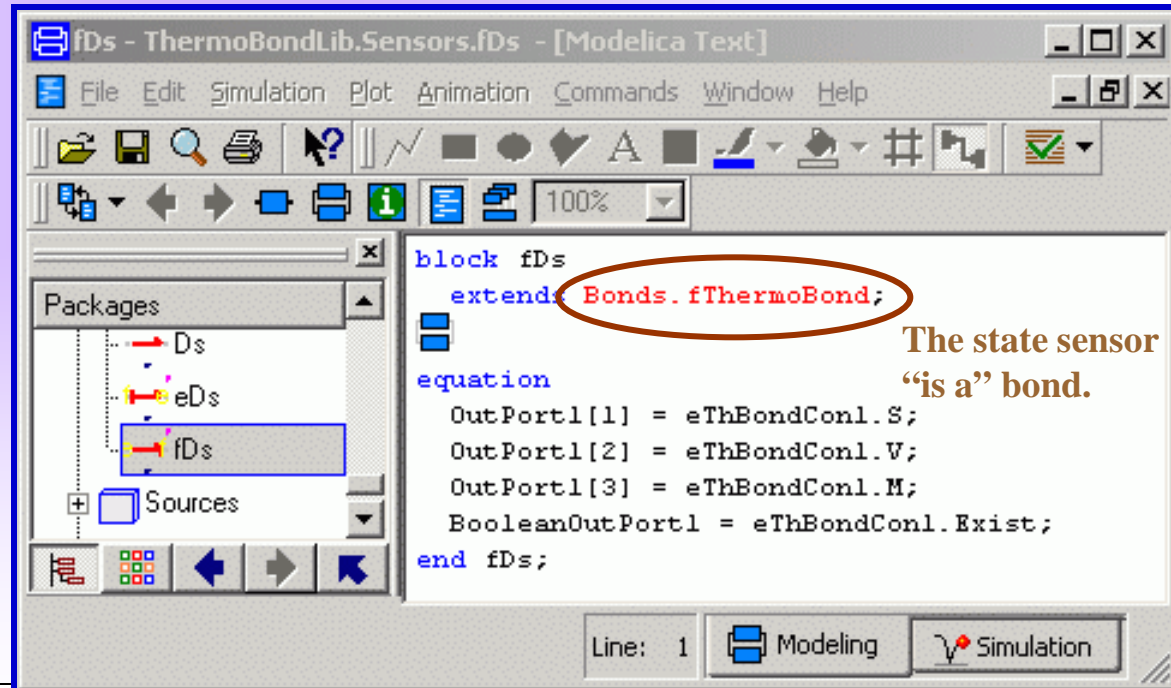 fDs - ThermoBondLib.Sensors.fDs - [Modelica Text]
File Edit Simulation Plot Animation Commands Window Help
100%
Packages
Ds
eDs
fDs
Sources
block fDs
extends Bonds.fThermoBond;
equation
OutPort1[1] = eThBondCon1.S;
OutPort1[2] = eThBondCon1.V;
OutPort1[3] = eThBondCon1.M;
BooleanOutPort1 = eThBondCon1.Exist;
end fDs;
The state sensor
“is a” bond.
Line: 1 Modeling Simulation